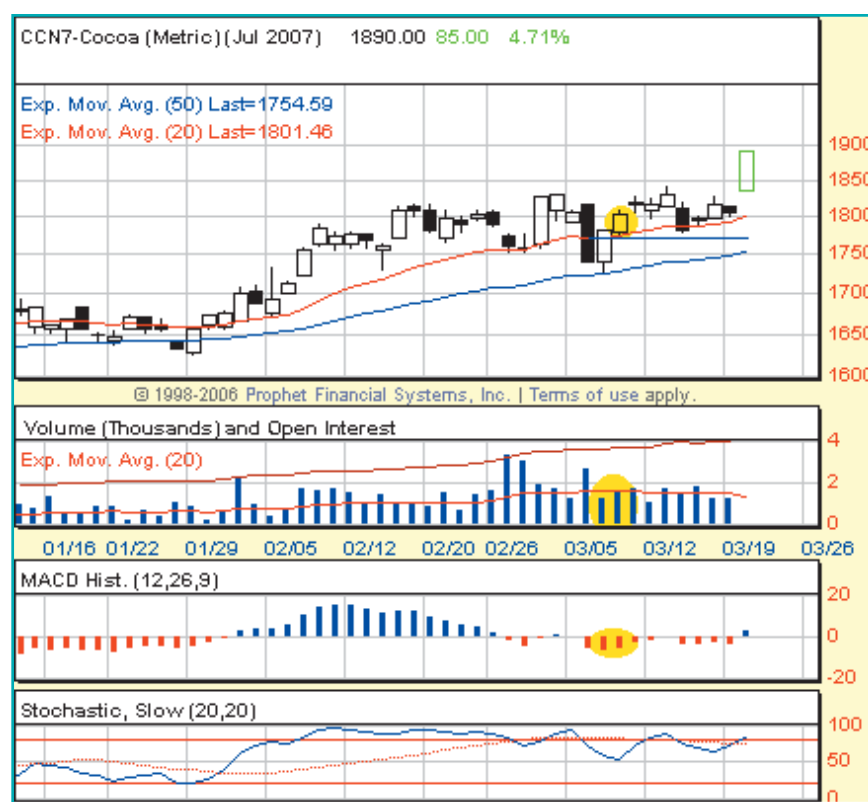 CCN7-Cocoa (Metric) (Jul 2007) 1890.00 85.00 4.71%
Exp. Mov. Avg. (50) Last=1754.59
Exp. Mov. Avg. (20) Last=1801.46
1900
1850
1800
1750
1700
1650
1600
© 1998-2006 Prophet Financial Systems, Inc. | Terms of use apply.
Volume (Thousands) and Open Interest
Exp. Mov. Avg. (20)
4
2
0
01/16 01/22 01/29 02/05 02/12 02/20 02/26 03/05 03/12 03/19 03/26
MACD Hist. (12,26,9)
20
0
-20
Stochastic, Slow (20,20)
100
50
0